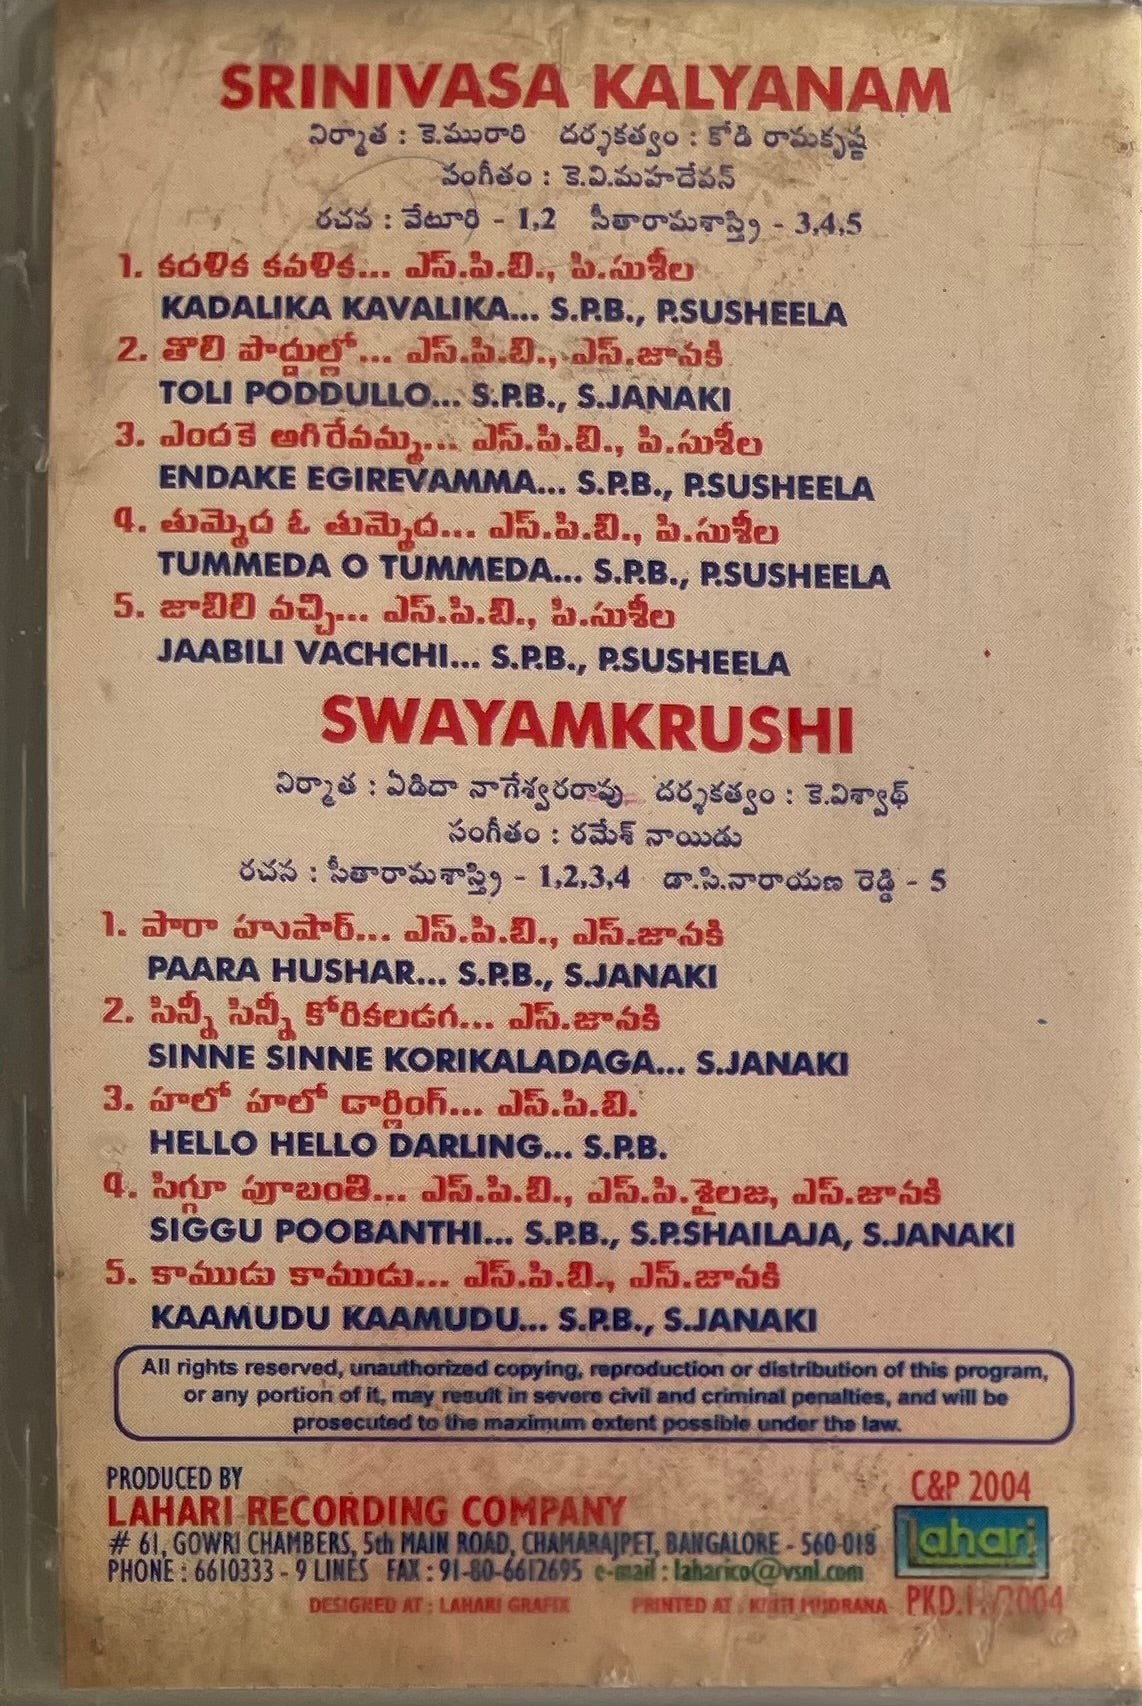 SRINIVASA KALYANAM
నిర్మాత : కె.మురారి దర్శకత్వం : కోడి రామకృష్ణ
సంగీతం : కె.వి.మహదేవన్
రచన : వేటూరి - 1,2 సీతారామశాస్త్రి - 3,4,5
1. కదళిక కవళిక... ఎస్.పి.బి., పి.సుశీల
KADALIKA KAVALIKA... S.P.B., P.SUSHEELA
2. తొలి పొద్దుల్లో... ఎస్.పి.బి., ఎస్.జానకి
TOLI PODDULLO... S.P.B., S.JANAKI
3. ఎందకె అగిరేవమ్మ... ఎస్.పి.బి., పి.సుశీల
ENDAKE EGIREVAMMA... S.P.B., P.SUSHEELA
4. తుమ్మెద ఓ తుమ్మెద... ఎస్.పి.బి., పి.సుశీల
TUMMEDA O TUMMEDA... S.P.B., P.SUSHEELA
5. జాబిలి వచ్చి... ఎస్.పి.బి., పి.సుశీల
JAABILI VACHCHI... S.P.B., P.SUSHEELA
SWAYAMKRUSHI
నిర్మాత : ఏడిదా నాగేశ్వరరావు దర్శకత్వం : కె.విశ్వాథ్
సంగీతం : రమేశ్ నాయిడు
రచన : సీతారామశాస్త్రి - 1,2,3,4 డా.సి.నారాయణ రెడ్డి - 5
1. పారా హుషార్... ఎస్.పి.బి., ఎస్.జానకి
PAARA HUSHAR... S.P.B., S.JANAKI
2. సిన్నీ సిన్నీ కోరికలడగ... ఎస్.జానకి
SINNE SINNE KORIKALADAGA... S.JANAKI
3. హలో హలో డార్లింగ్... ఎస్.పి.బి.
HELLO HELLO DARLING... S.P.B.
4. సిగ్గూ పూబంతి... ఎస్.పి.బి., ఎస్.పి.శైలజ, ఎస్.జానకి
SIGGU POOBANTHI... S.P.B., S.P.SHAILAJA, S.JANAKI
5. కాముడు కాముడు... ఎస్.పి.బి., ఎస్.జానకి
KAAMUDU KAAMUDU... S.P.B., S.JANAKI
All rights reserved, unauthorized copying, reproduction or distribution of this program,
or any portion of it, may result in severe civil and criminal penalties, and will be
prosecuted to the maximum extent possible under the law.
PRODUCED BY
LAHARI RECORDING COMPANY
# 61, GOWRI CHAMBERS, 5th MAIN ROAD, CHAMARAJPET, BANGALORE - 560-018
PHONE : 6610333 - 9 LINES FAX : 91-80-6612695 e-mail : laharico@vsnl.com
DESIGNED AT : LAHARI GRAFIX PRINTED AT : MUDRANA
C&P 2004
Lahari